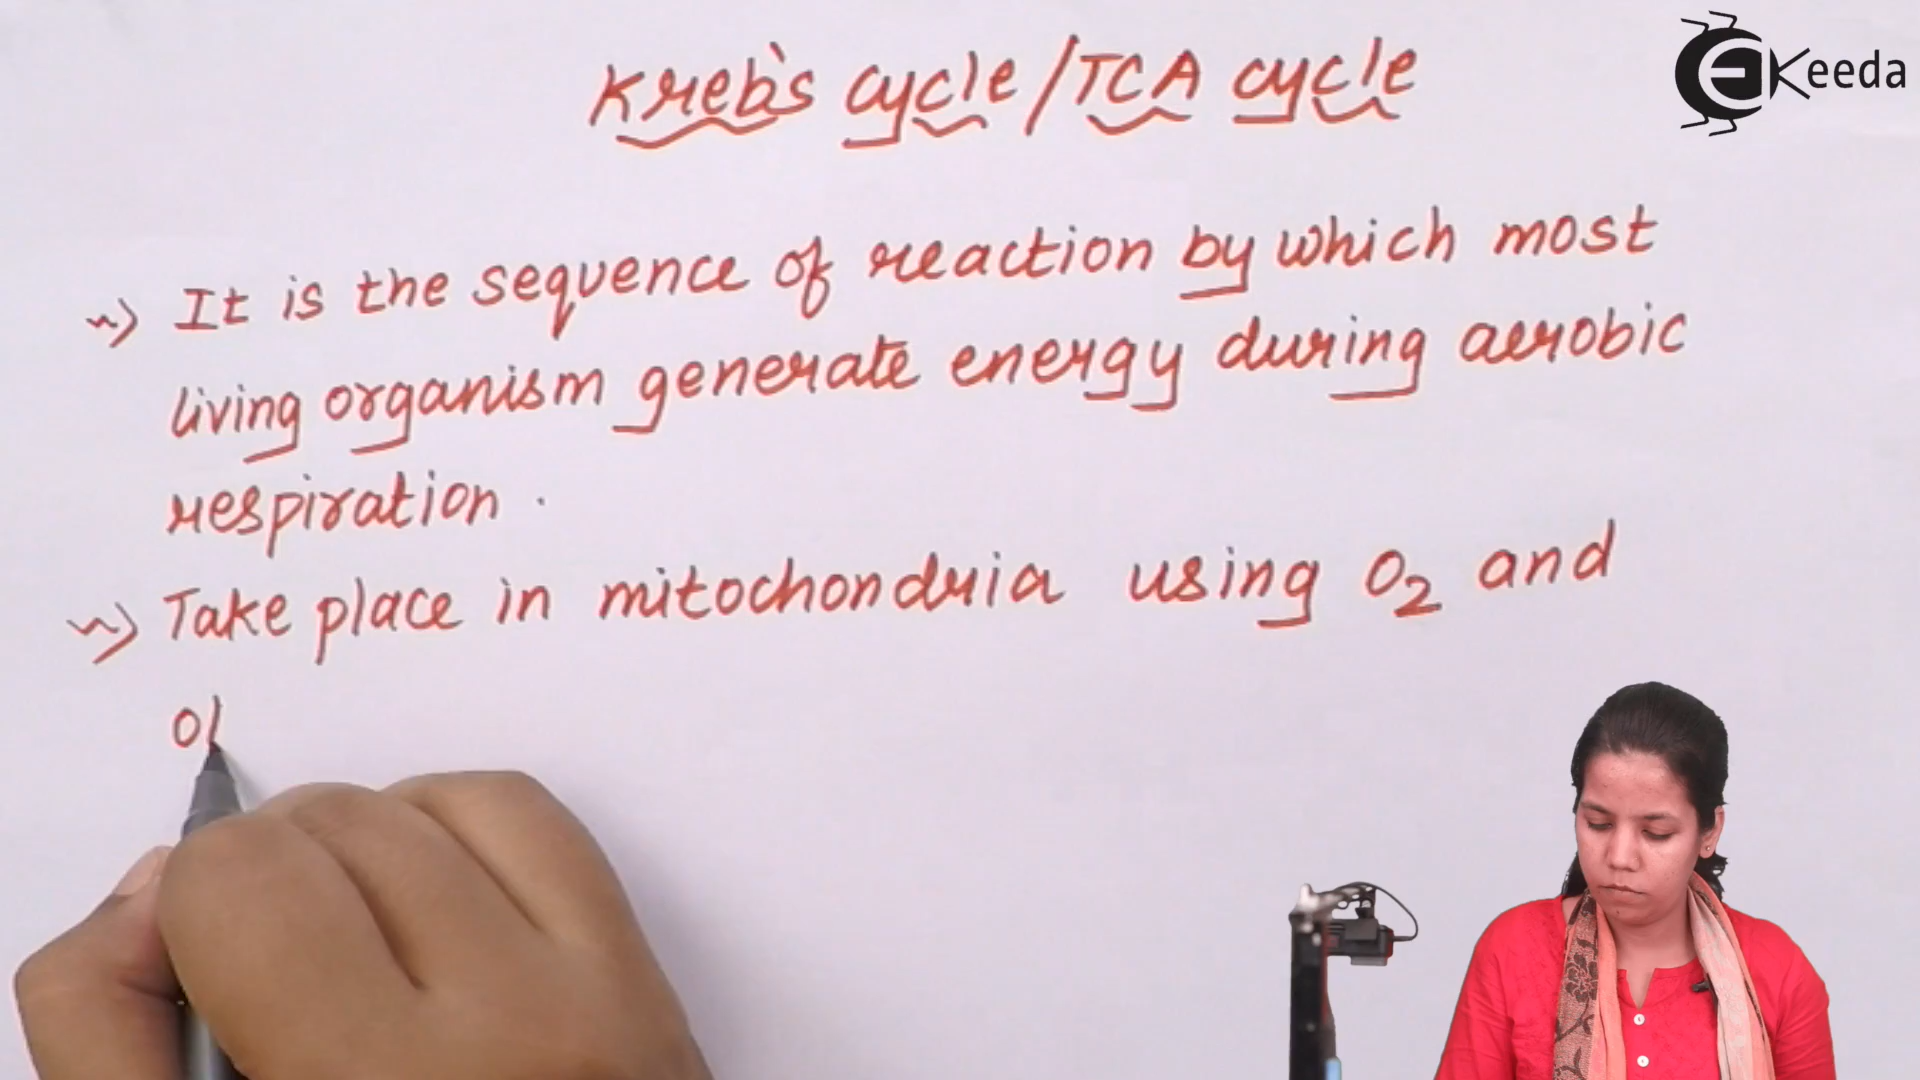 Kreb's cycle/TCA cycle
EKeeda
~> It is the sequence of reaction by which most
living organism generate energy during aerobic
respiration.
~> Take place in mitochondria using O₂ and